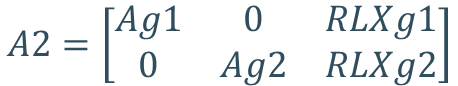 A2 = [Ag1 0 RLXg1
0 Ag2 RLXg2]